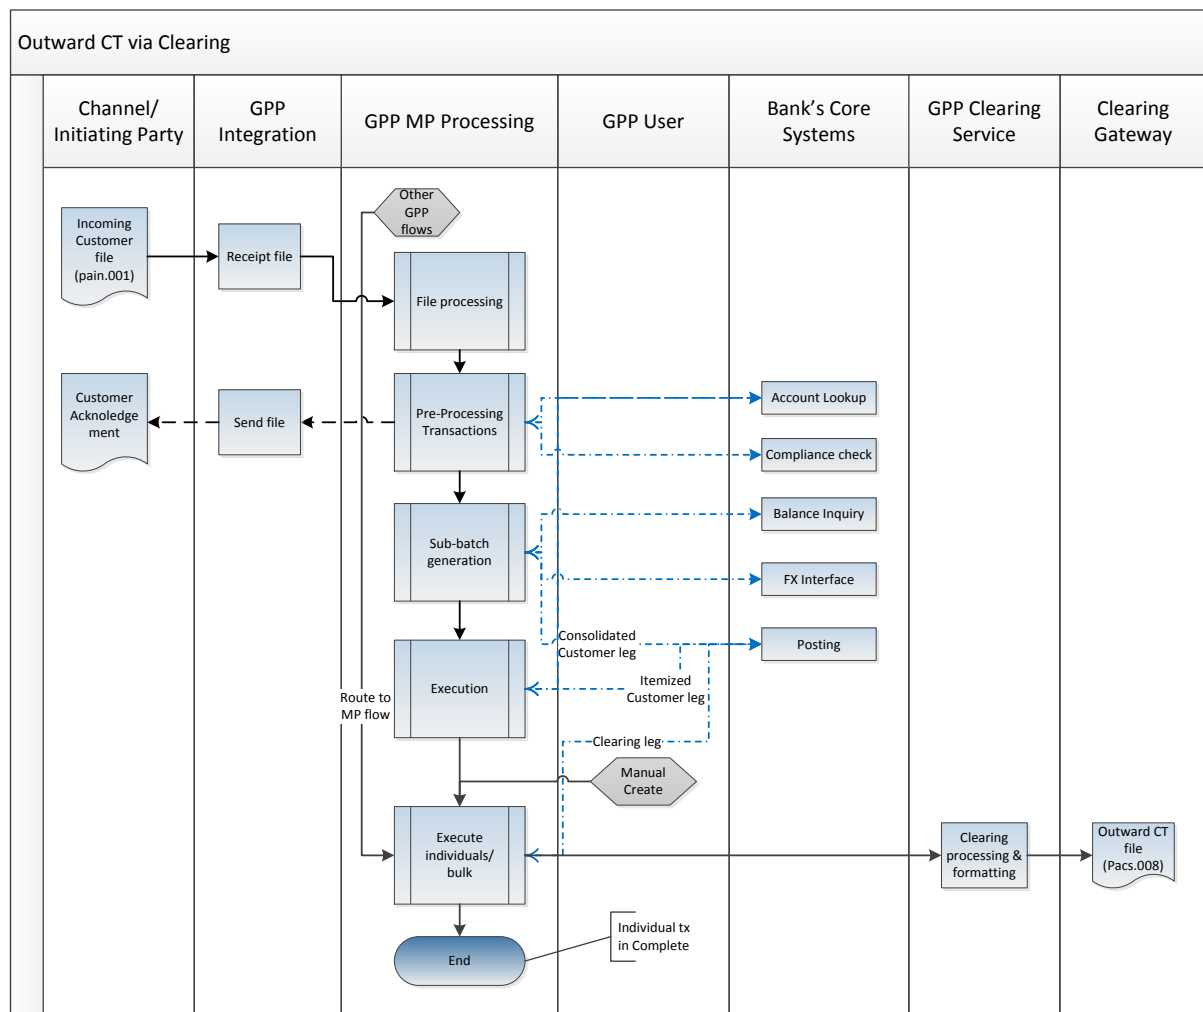 Outward CT via Clearing
Channel/
Initiating Party
GPP
Integration
GPP MP Processing
GPP User
Bank's Core
Systems
GPP Clearing
Service
Clearing
Gateway
Other
GPP
flows
Incoming
Customer
file
(pain.001)
Receipt file
File processing
Customer
Acknoledge
ment
Send file
Pre-Processing
Transactions
Account Lookup
Compliance check
Sub-batch
generation
Balance Inquiry
FX Interface
Consolidated
Customer leg
Posting
Execution
Itemized
Customer leg
Route to
MP flow
Clearing leg
Manual
Create
Execute
individuals/
bulk
Clearing
processing &
formatting
Outward CT
file
(Pacs.008)
Individual tx
in Complete
End